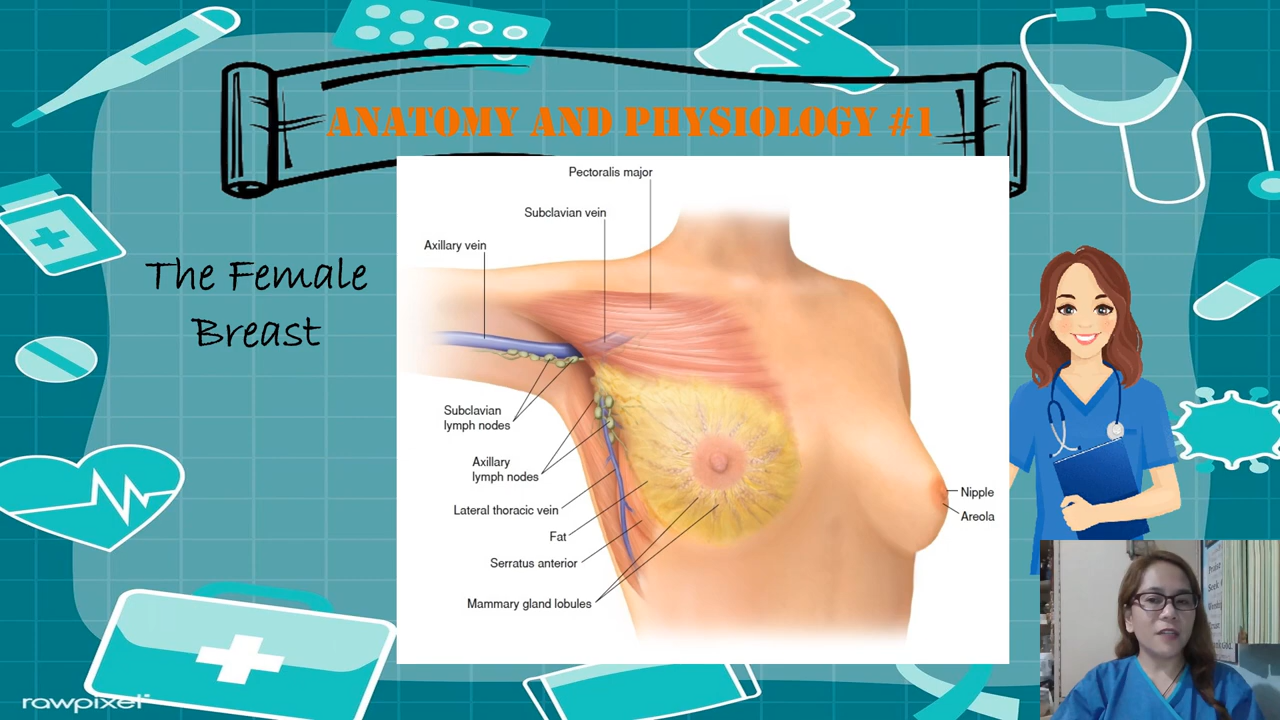 ANATOMY AND PHYSIOLOGY #1
The Female
Breast
Pectoralis major
Subclavian vein
Axillary vein
Subclavian
lymph nodes
Axillary
lymph nodes
Lateral thoracic vein
Fat
Serratus anterior
Mammary gland lobules
Nipple
Areola
rawpixel